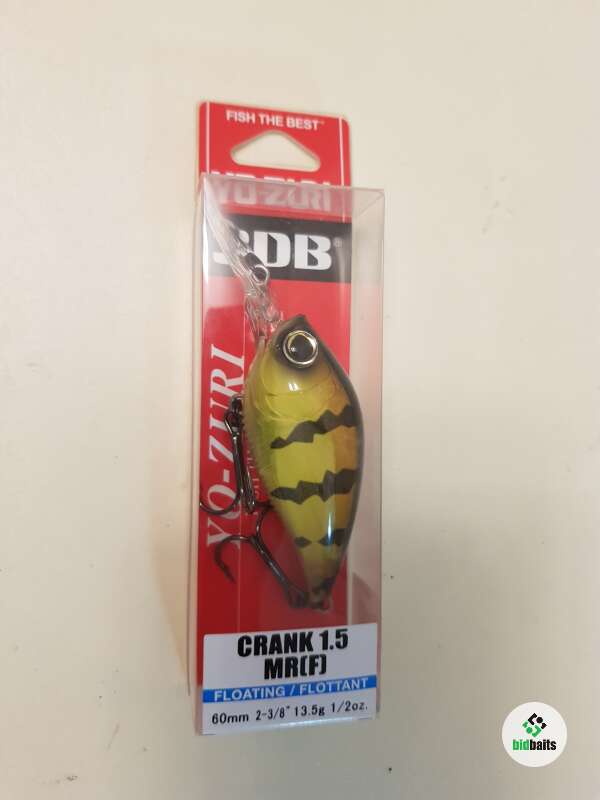 FISH THE BEST™
YO-ZURI
3DB®
YO-ZURI
CRANK 1.5
MR(F)
FLOATING / FLOTTANT
60mm 2-3/8" 13.5g 1/2oz.
bidbaits